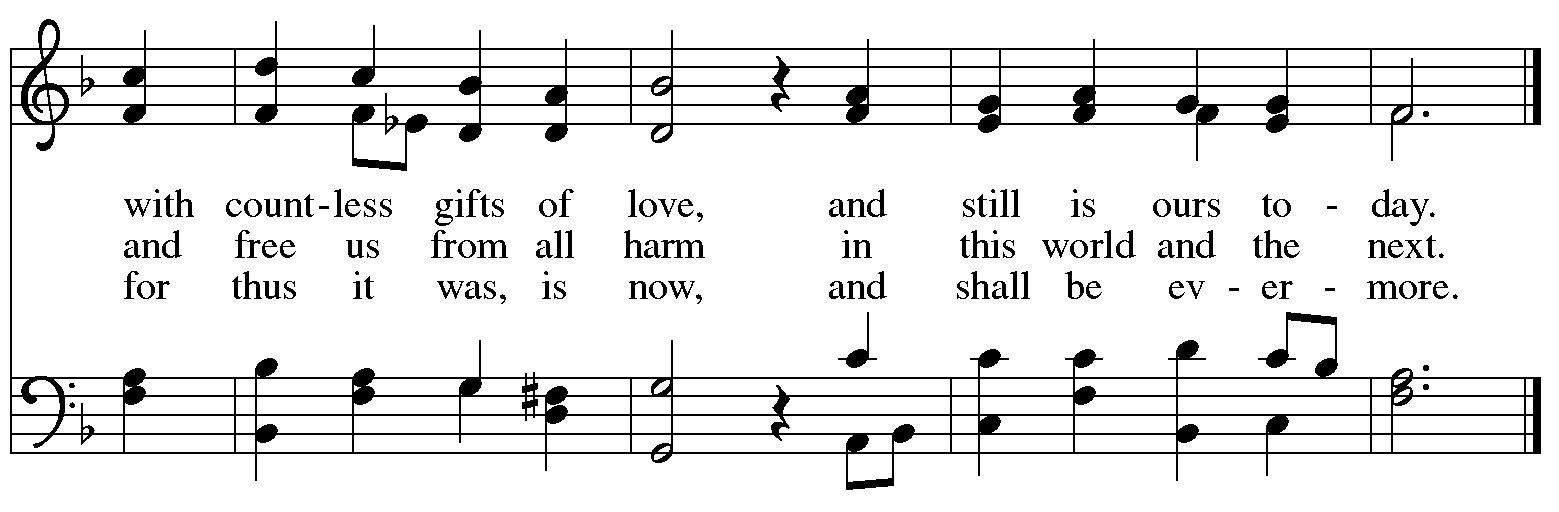 with count-less gifts of love, and still is ours to - day.
and free us from all harm in this world and the next.
for thus it was, is now, and shall be ev - er - more.